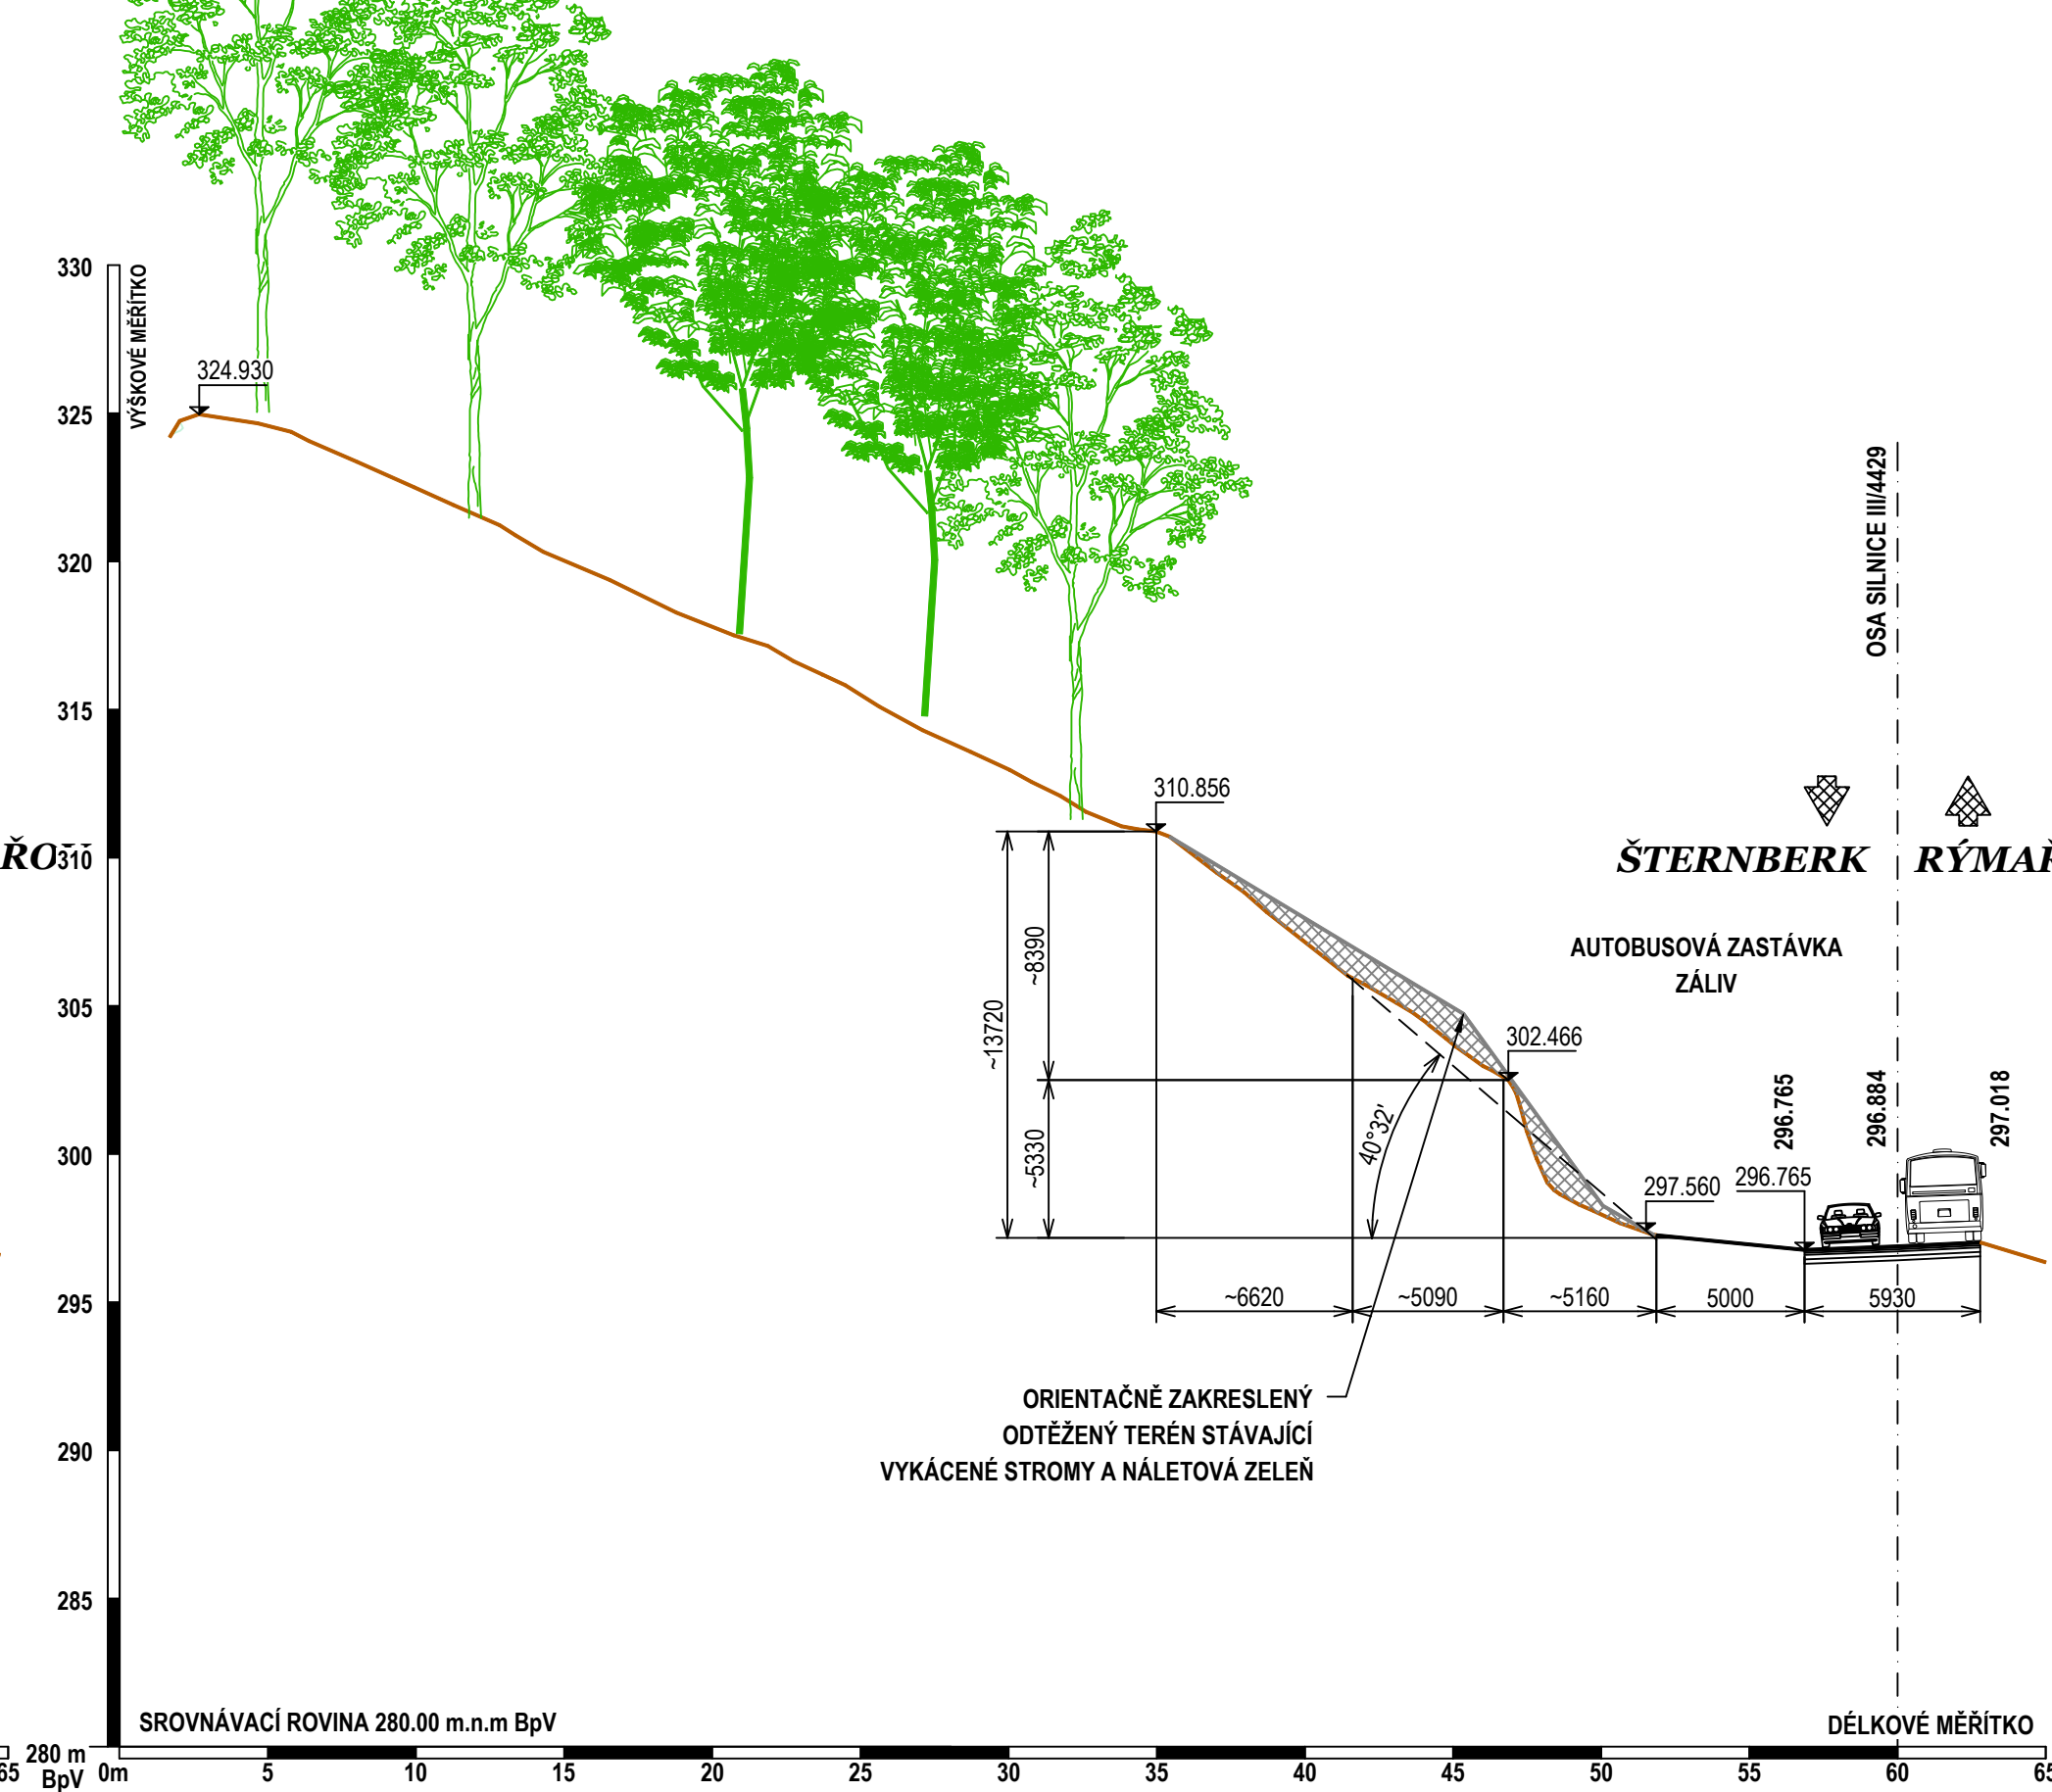 330
VÝŠKOVÉ MĚŘÍTKO
324.930
325
320
315
310
305
300
295
290
285
280 m
BpV
OSA SILNICE III/4429
310.856
ŠTERNBERK
AUTOBUSOVÁ ZASTÁVKA
ZÁLIV
~8390
~13720
~5330
40°32'
302.466
296.765
296.884
297.018
297.560
296.765
~6620
~5090
~5160
5000
5930
ORIENTAČNĚ ZAKRESLENÝ
ODTĚŽENÝ TERÉN STÁVAJÍCÍ
VYKÁCENÉ STROMY A NÁLETOVÁ ZELEŇ
SROVNÁVACÍ ROVINA 280.00 m.n.m BpV
DÉLKOVÉ MĚŘÍTKO
0m 5 10 15 20 25 30 35 40 45 50 55 60